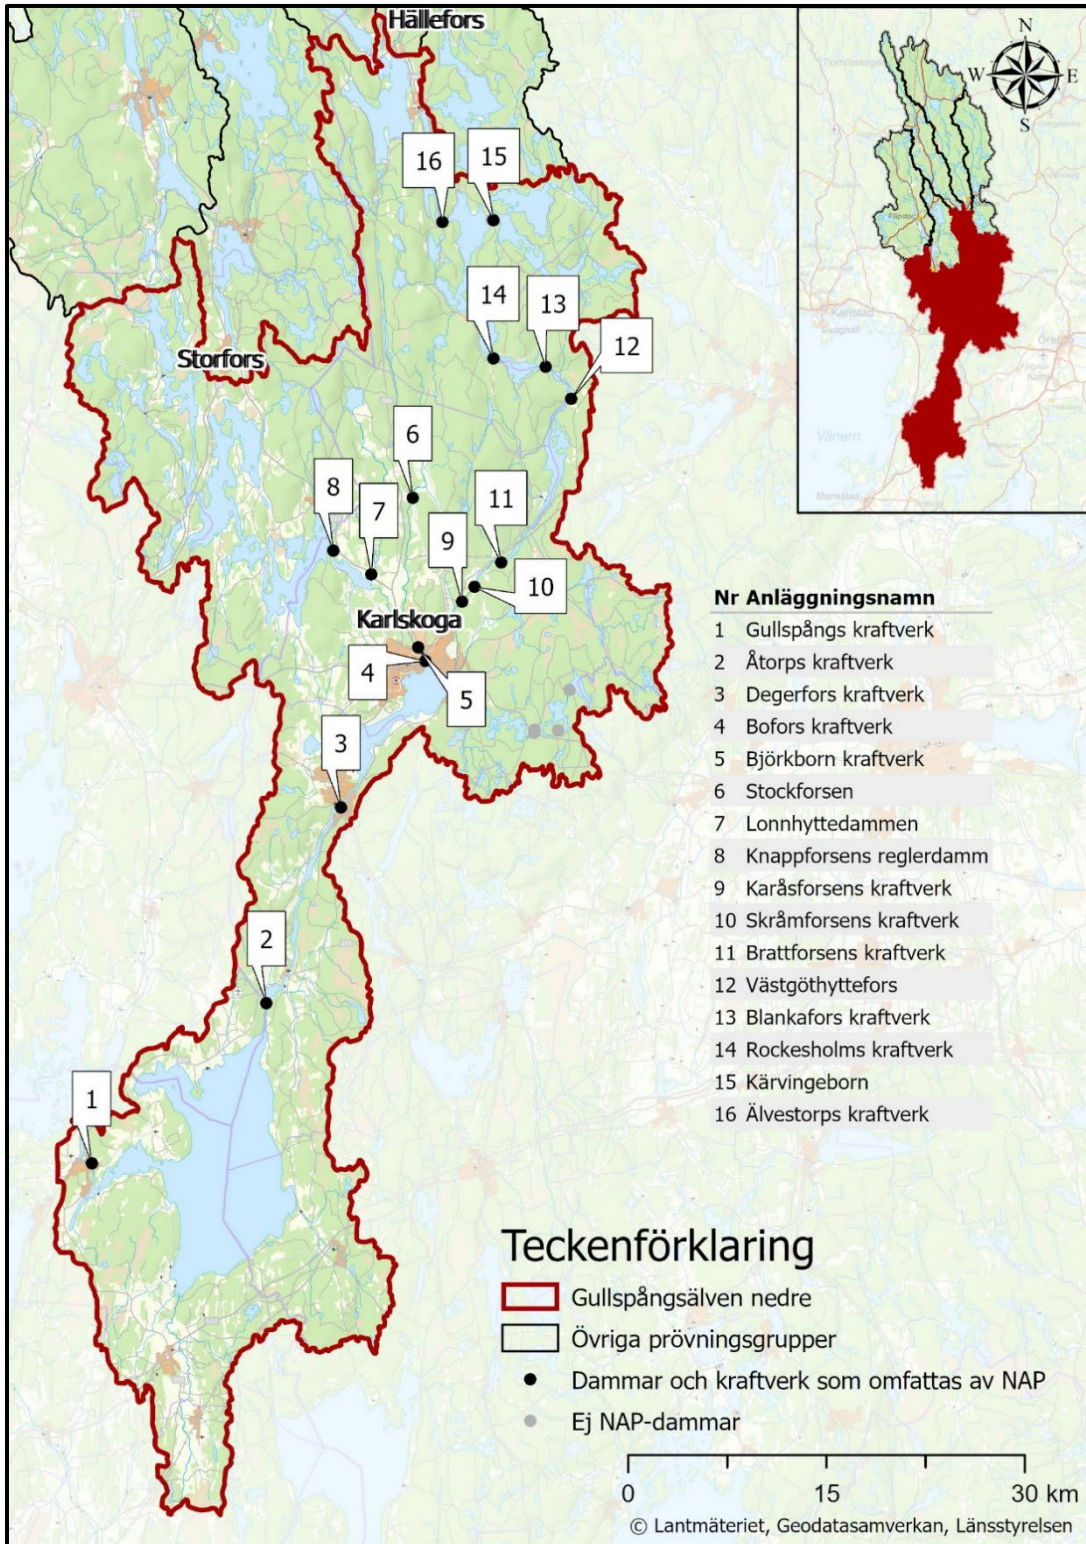 Hällefors
N
W E
S
16
15
14
13
12
Storfors
Filipstad
Karlstad
Örebro
Vänern
Mariestad
6
8
7
11
9
10
Karlskoga
4
5
3
2
1
Nr Anläggningsnamn
1 Gullspångs kraftverk
2 Åtorps kraftverk
3 Degerfors kraftverk
4 Bofors kraftverk
5 Björkborn kraftverk
6 Stockforsen
7 Lonnhyttedammen
8 Knappforsens reglerdamm
9 Karåsforsens kraftverk
10 Skråmforsens kraftverk
11 Brattforsens kraftverk
12 Västgöthyttefors
13 Blankafors kraftverk
14 Rockesholms kraftverk
15 Kärvingeborn
16 Älvestorps kraftverk
Teckenförklaring
Gullspångsälven nedre
Övriga prövningsgrupper
Dammar och kraftverk som omfattas av NAP
Ej NAP-dammar
0 15 30 km
© Lantmäteriet, Geodatasamverkan, Länsstyrelsen